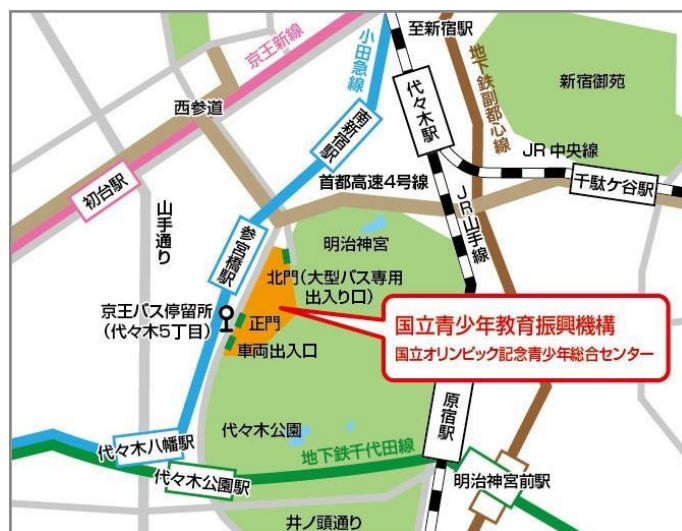 至新宿駅
京王新線
小田急線
代々木駅
地下鉄副都心線
新宿御苑
西参道
南新宿駅
JR中央線
初台駅
首都高速4号線
千駄ケ谷駅
山手通り
参宮橋駅
明治神宮
JR山手線
北門(大型バス専用
出入り口)
京王バス停留所
(代々木5丁目)
正門
国立青少年教育振興機構
国立オリンピック記念青少年総合センター
車両出入口
原宿駅
代々木公園
代々木八幡駅
地下鉄千代田線
代々木公園駅
明治神宮前駅
井ノ頭通り